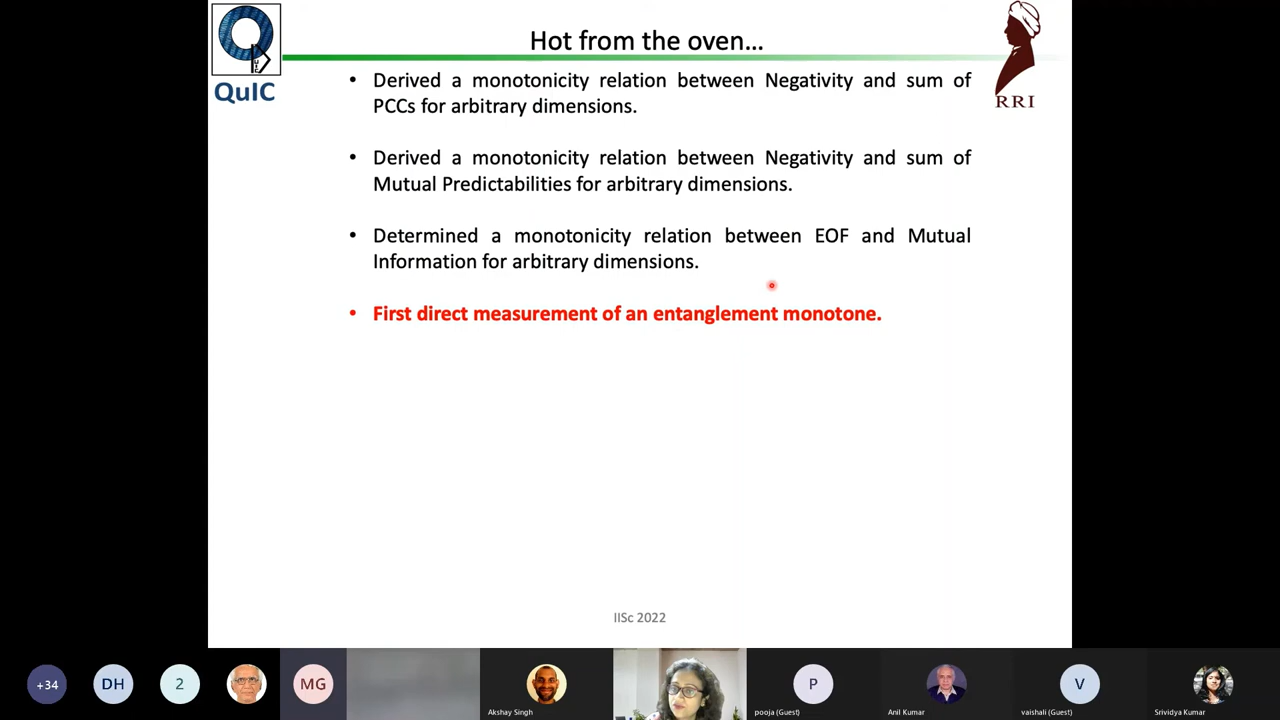 Hot from the oven...
QuIC
RRI
• Derived a monotonicity relation between Negativity and sum of
PCCs for arbitrary dimensions.
• Derived a monotonicity relation between Negativity and sum of
Mutual Predictabilities for arbitrary dimensions.
• Determined a monotonicity relation between EOF and Mutual
Information for arbitrary dimensions.
• First direct measurement of an entanglement monotone.
IISc 2022
+34
DH
2
MG
Akshay Singh
P
pooja (Guest)
Anil Kumar
V
vaishali (Guest)
Srividya Kumar